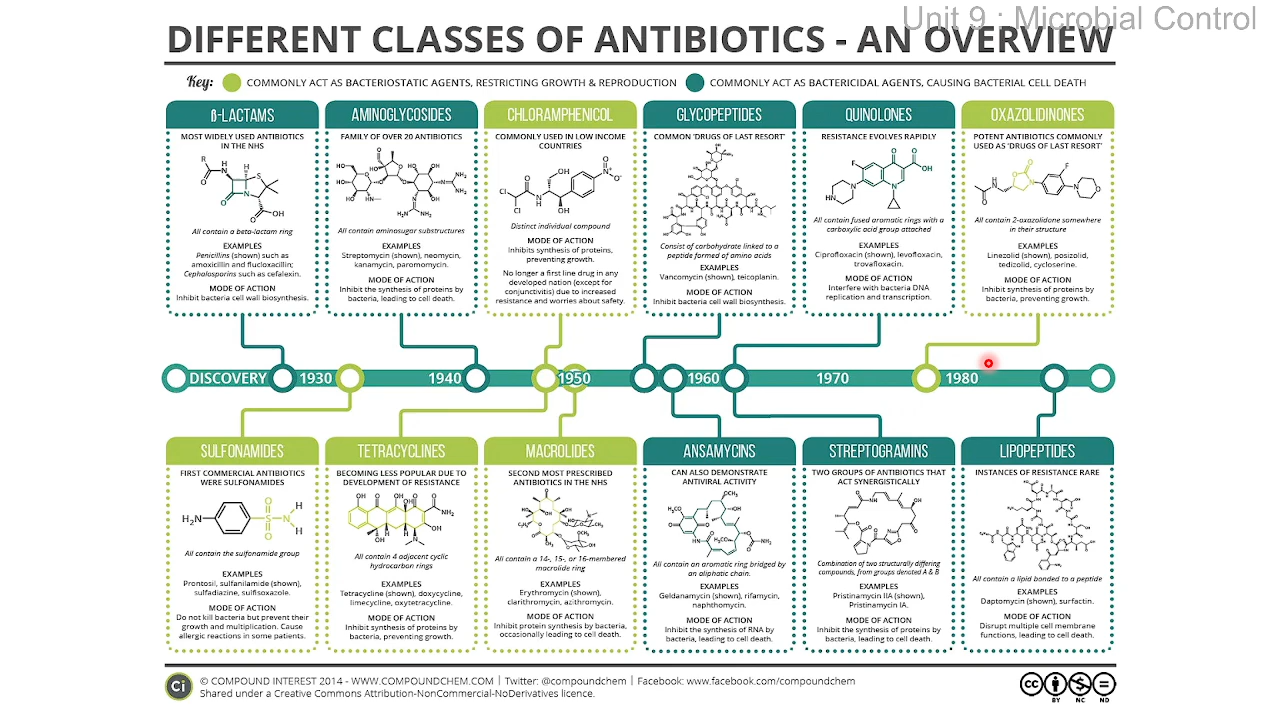 Unit 9 : Microbial Control
DIFFERENT CLASSES OF ANTIBIOTICS - AN OVERVIEW
Key: COMMONLY ACT AS BACTERIOSTATIC AGENTS, RESTRICTING GROWTH & REPRODUCTION COMMONLY ACT AS BACTERICIDAL AGENTS, CAUSING BACTERIAL CELL DEATH
β-LACTAMS
MOST WIDELY USED ANTIBIOTICS
IN THE NHS
All contain a beta-lactam ring
EXAMPLES
Penicillins (shown) such as
amoxicillin and flucloxacillin;
Cephalosporins such as cefalexin.
MODE OF ACTION
Inhibit bacteria cell wall biosynthesis.
AMINOGLYCOSIDES
FAMILY OF OVER 20 ANTIBIOTICS
All contain aminosugar substructures
EXAMPLES
Streptomycin (shown), neomycin,
kanamycin, paromomycin.
MODE OF ACTION
Inhibit the synthesis of proteins by
bacteria, leading to cell death.
CHLORAMPHENICOL
COMMONLY USED IN LOW INCOME
COUNTRIES
Distinct individual compound
MODE OF ACTION
Inhibits synthesis of proteins,
preventing growth.
No longer a first line drug in any
developed nation (except for
conjunctivitis) due to increased
resistance and worries about safety.
GLYCOPEPTIDES
COMMON 'DRUGS OF LAST RESORT'
Consist of carbohydrate linked to a
peptide formed of amino acids
EXAMPLES
Vancomycin (shown), teicoplanin.
MODE OF ACTION
Inhibit bacteria cell wall biosynthesis.
QUINOLONES
RESISTANCE EVOLVES RAPIDLY
All contain fused aromatic rings with a
carboxylic acid group attached
EXAMPLES
Ciprofloxacin (shown), levofloxacin,
trovafloxacin.
MODE OF ACTION
Interfere with bacteria DNA
replication and transcription.
OXAZOLIDINONES
POTENT ANTIBIOTICS COMMONLY
USED AS 'DRUGS OF LAST RESORT'
All contain 2-oxazolidone somewhere
in their structure
EXAMPLES
Linezolid (shown), posizolid,
tedizolid, cycloserine.
MODE OF ACTION
Inhibit synthesis of proteins by
bacteria, preventing growth.
DISCOVERY 1930 1940 1950 1960 1970 1980
SULFONAMIDES
FIRST COMMERCIAL ANTIBIOTICS
WERE SULFONAMIDES
All contain the sulfonamide group
EXAMPLES
Prontosil, sulfanilamide (shown),
sulfadiazine, sulfisoxazole.
MODE OF ACTION
Do not kill bacteria but prevent their
growth and multiplication. Cause
allergic reactions in some patients.
TETRACYCLINES
BECOMING LESS POPULAR DUE TO
DEVELOPMENT OF RESISTANCE
All contain 4 adjacent cyclic
hydrocarbon rings
EXAMPLES
Tetracycline (shown), doxycycline,
limecycline, oxytetracycline.
MODE OF ACTION
Inhibit synthesis of proteins by
bacteria, preventing growth.
MACROLIDES
SECOND MOST PRESCRIBED
ANTIBIOTICS IN THE NHS
All contain a 14-, 15-, or 16-membered
macrolide ring
EXAMPLES
Erythromycin (shown),
clarithromycin, azithromycin.
MODE OF ACTION
Inhibit protein synthesis by bacteria,
occasionally leading to cell death.
ANSAMYCINS
CAN ALSO DEMONSTRATE
ANTIVIRAL ACTIVITY
All contain an aromatic ring bridged by
an aliphatic chain.
EXAMPLES
Geldanamycin (shown), rifamycin,
naphthomycin.
MODE OF ACTION
Inhibit the synthesis of RNA by
bacteria, leading to cell death.
STREPTOGRAMINS
TWO GROUPS OF ANTIBIOTICS THAT
ACT SYNERGISTICALLY
Combination of two structurally differing
compounds, from groups denoted A & B
EXAMPLES
Pristinamycin IIA (shown),
Pristinamycin IA.
MODE OF ACTION
Inhibit the synthesis of proteins by
bacteria, leading to cell death.
LIPOPEPTIDES
INSTANCES OF RESISTANCE RARE
All contain a lipid bonded to a peptide
EXAMPLES
Daptomycin (shown), surfactin.
MODE OF ACTION
Disrupt multiple cell membrane
functions, leading to cell death.
Ci
© COMPOUND INTEREST 2014 - WWW.COMPOUNDCHEM.COM | Twitter: @compoundchem | Facebook: www.facebook.com/compoundchem
Shared under a Creative Commons Attribution-NonCommercial-NoDerivatives licence.
CC BY NC ND